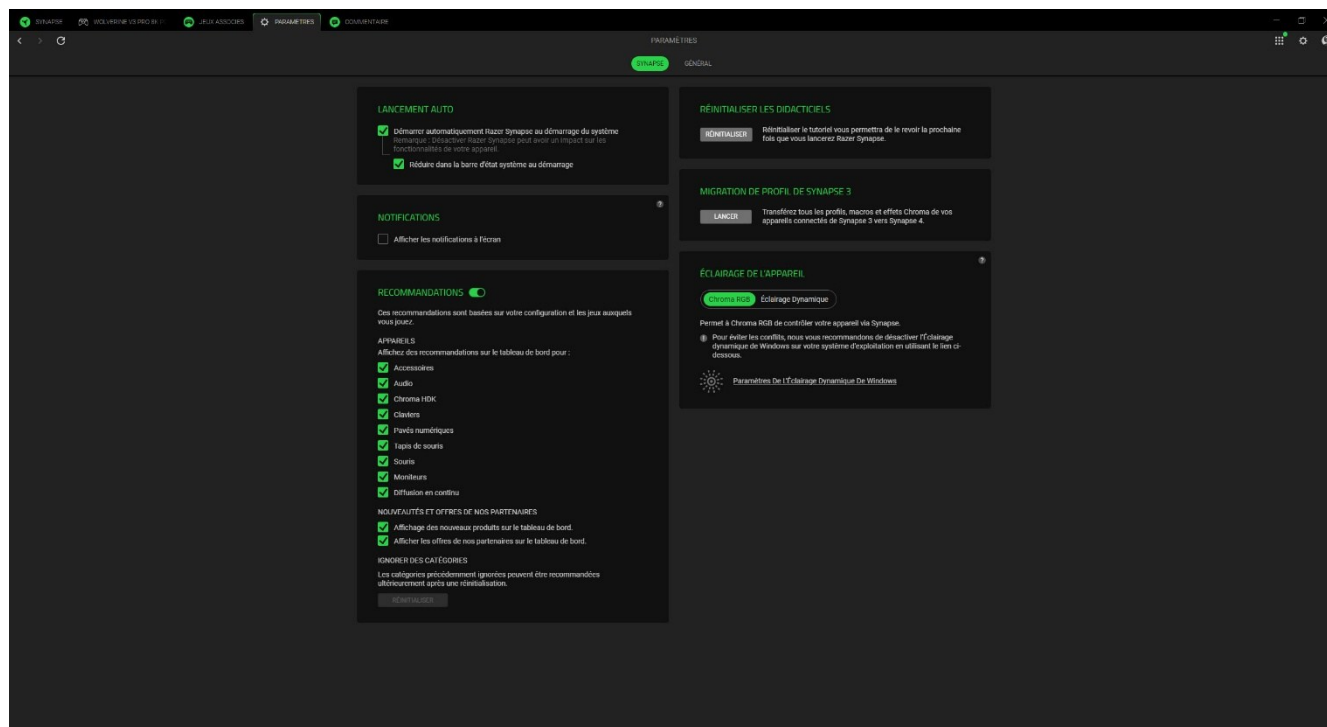 SYNAPSE
WOLVERINE V3 PRO 8K
JEUX ASSOCIÉS
PARAMÈTRES
COMMENTAIRE
PARAMÈTRES
SYNAPSE
GÉNÉRAL
LANCEMENT AUTO
Démarrer automatiquement Razer Synapse au démarrage du système
Remarque : Désactiver Razer Synapse peut avoir un impact sur les
fonctionnalités de votre appareil.
Réduire dans la barre d'état système au démarrage
NOTIFICATIONS
Afficher les notifications à l'écran
RECOMMANDATIONS
Ces recommandations sont basées sur votre configuration et les jeux auxquels
vous jouez.
APPAREILS
Affichez des recommandations sur le tableau de bord pour :
Accessoires
Audio
Chroma HDK
Claviers
Pavés numériques
Tapis de souris
Souris
Moniteurs
Diffusion en continu
NOUVEAUTÉS ET OFFRES DE NOS PARTENAIRES
Affichage des nouveaux produits sur le tableau de bord.
Afficher les offres de nos partenaires sur le tableau de bord.
IGNORER DES CATÉGORIES
Les catégories précédemment ignorées peuvent être recommandées
ultérieurement après une réinitialisation.
RÉINITIALISER
RÉINITIALISER LES DIDACTICIELS
RÉINITIALISER
Réinitialiser le tutoriel vous permettra de le revoir la prochaine
fois que vous lancerez Razer Synapse.
MIGRATION DE PROFIL DE SYNAPSE 3
LANCER
Transférez tous les profils, macros et effets Chroma de vos
appareils connectés de Synapse 3 vers Synapse 4.
ÉCLAIRAGE DE L'APPAREIL
Chroma RGB
Éclairage Dynamique
Permet à Chroma RGB de contrôler votre appareil via Synapse.
Pour éviter les conflits, nous vous recommandons de désactiver l'Éclairage
dynamique de Windows sur votre système d'exploitation en utilisant le lien ci-
dessous.
Paramètres De L'Éclairage Dynamique De Windows